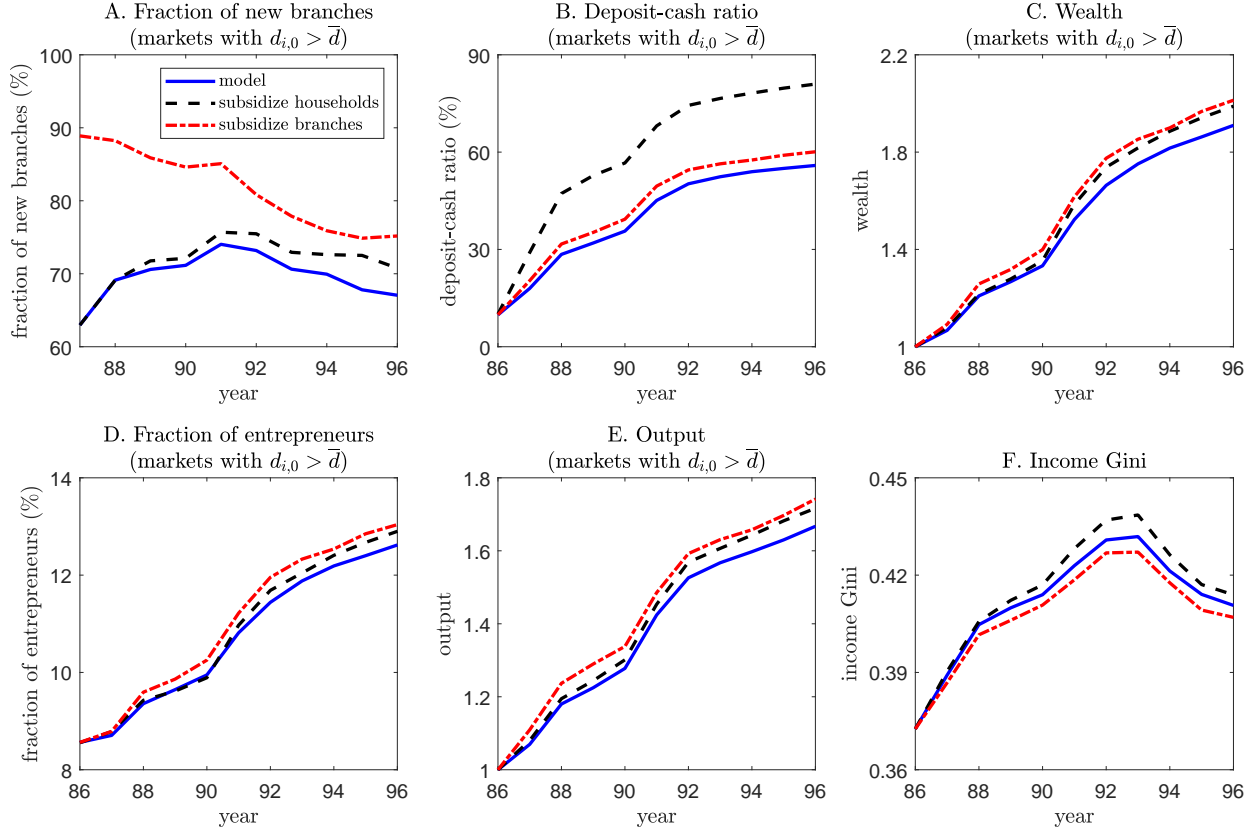 A. Fraction of new branches
(markets with d_{i,0} > \overline{d})
fraction of new branches (%)
100
90
80
70
60
model
subsidize households
subsidize branches
88 90 92 94 96
year
B. Deposit-cash ratio
(markets with d_{i,0} > \overline{d})
deposit-cash ratio (%)
90
60
30
0
86 88 90 92 94 96
year
C. Wealth
(markets with d_{i,0} > \overline{d})
wealth
2.2
1.8
1.4
1
86 88 90 92 94 96
year
D. Fraction of entrepreneurs
(markets with d_{i,0} > \overline{d})
fraction of entrepreneurs (%)
14
12
10
8
86 88 90 92 94 96
year
E. Output
(markets with d_{i,0} > \overline{d})
output
1.8
1.6
1.4
1.2
1
86 88 90 92 94 96
year
F. Income Gini
income Gini
0.45
0.42
0.39
0.36
86 88 90 92 94 96
year